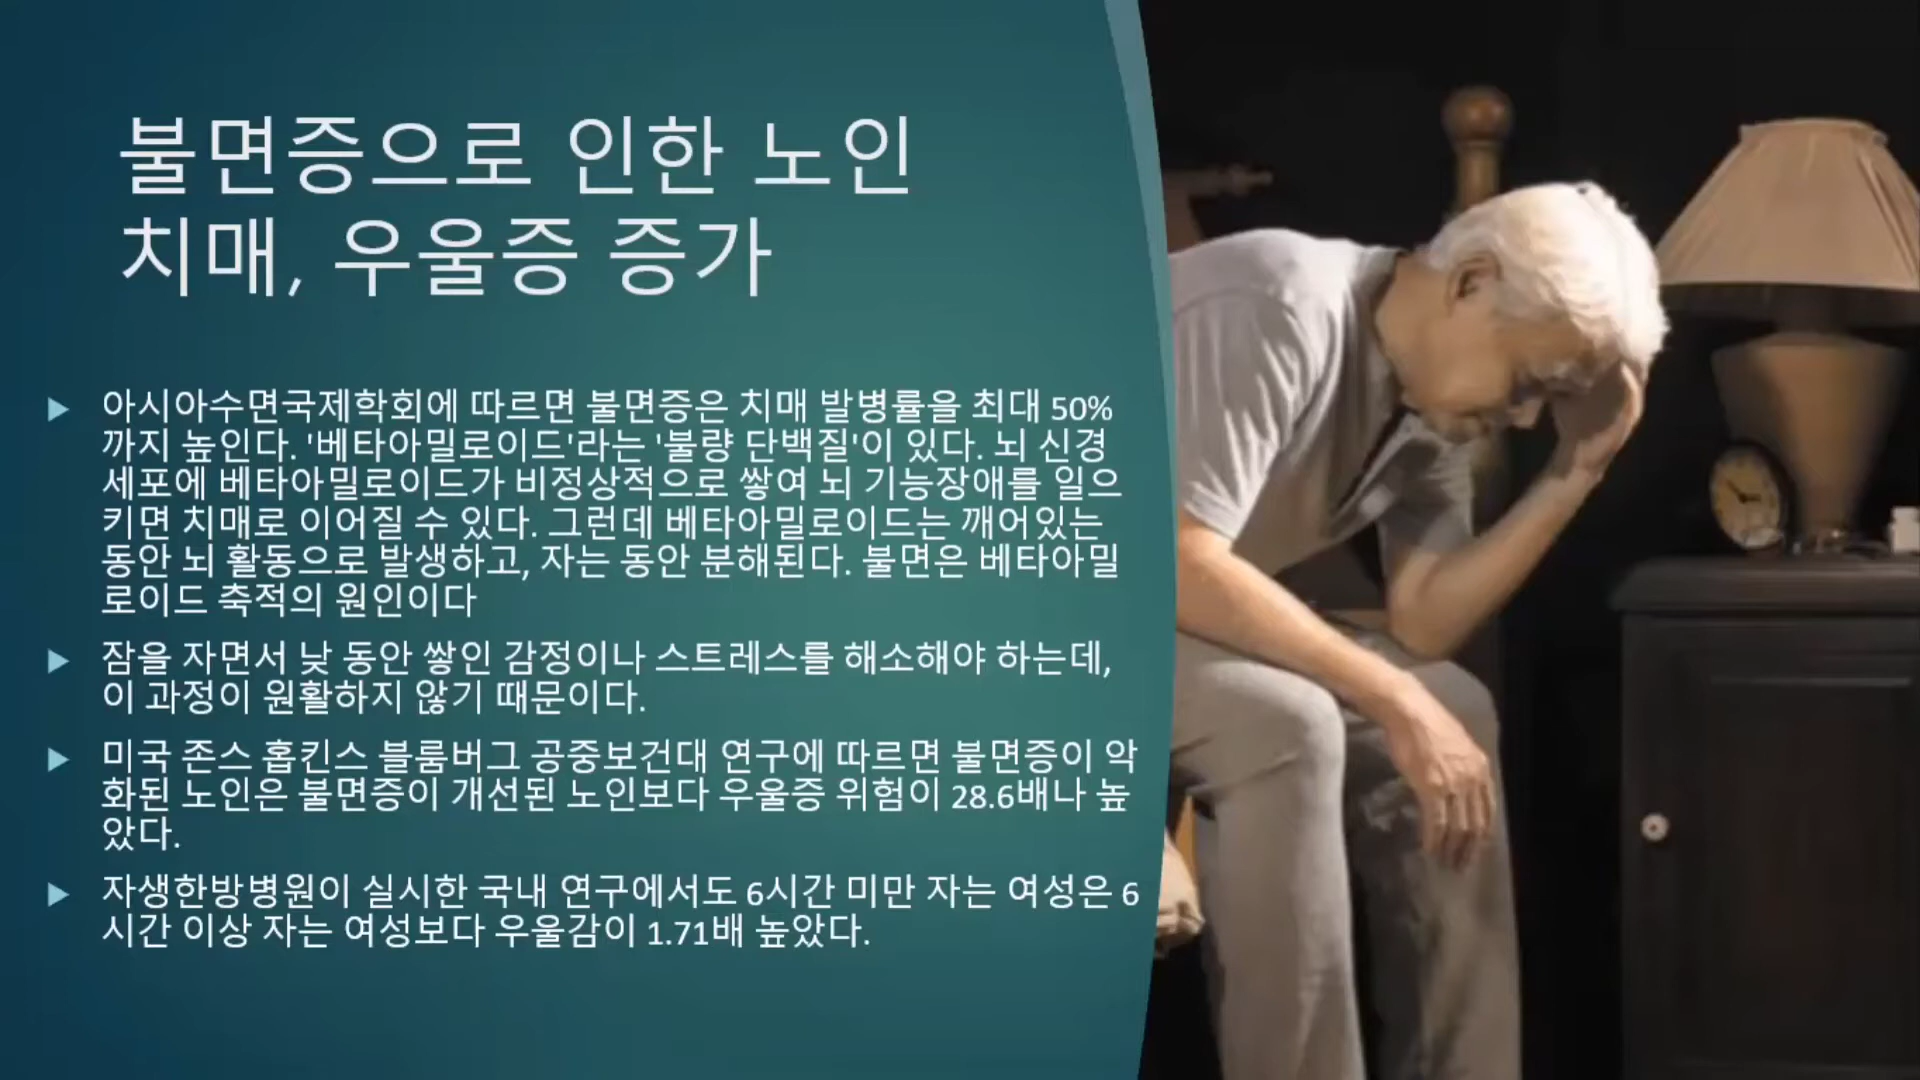 불면증으로 인한 노인
치매, 우울증 증가
아시아수면국제학회에 따르면 불면증은 치매 발병률을 최대 50%
까지 높인다. '베타아밀로이드'라는 '불량 단백질'이 있다. 뇌 신경
세포에 베타아밀로이드가 비정상적으로 쌓여 뇌 기능장애를 일으
키면 치매로 이어질 수 있다. 그런데 베타아밀로이드는 깨어있는
동안 뇌 활동으로 발생하고, 자는 동안 분해된다. 불면은 베타아밀
로이드 축적의 원인이다
잠을 자면서 낮 동안 쌓인 감정이나 스트레스를 해소해야 하는데,
이 과정이 원활하지 않기 때문이다.
미국 존스 홉킨스 블룸버그 공중보건대 연구에 따르면 불면증이 악
화된 노인은 불면증이 개선된 노인보다 우울증 위험이 28.6배나 높
았다.
자생한방병원이 실시한 국내 연구에서도 6시간 미만 자는 여성은 6
시간 이상 자는 여성보다 우울감이 1.71배 높았다.